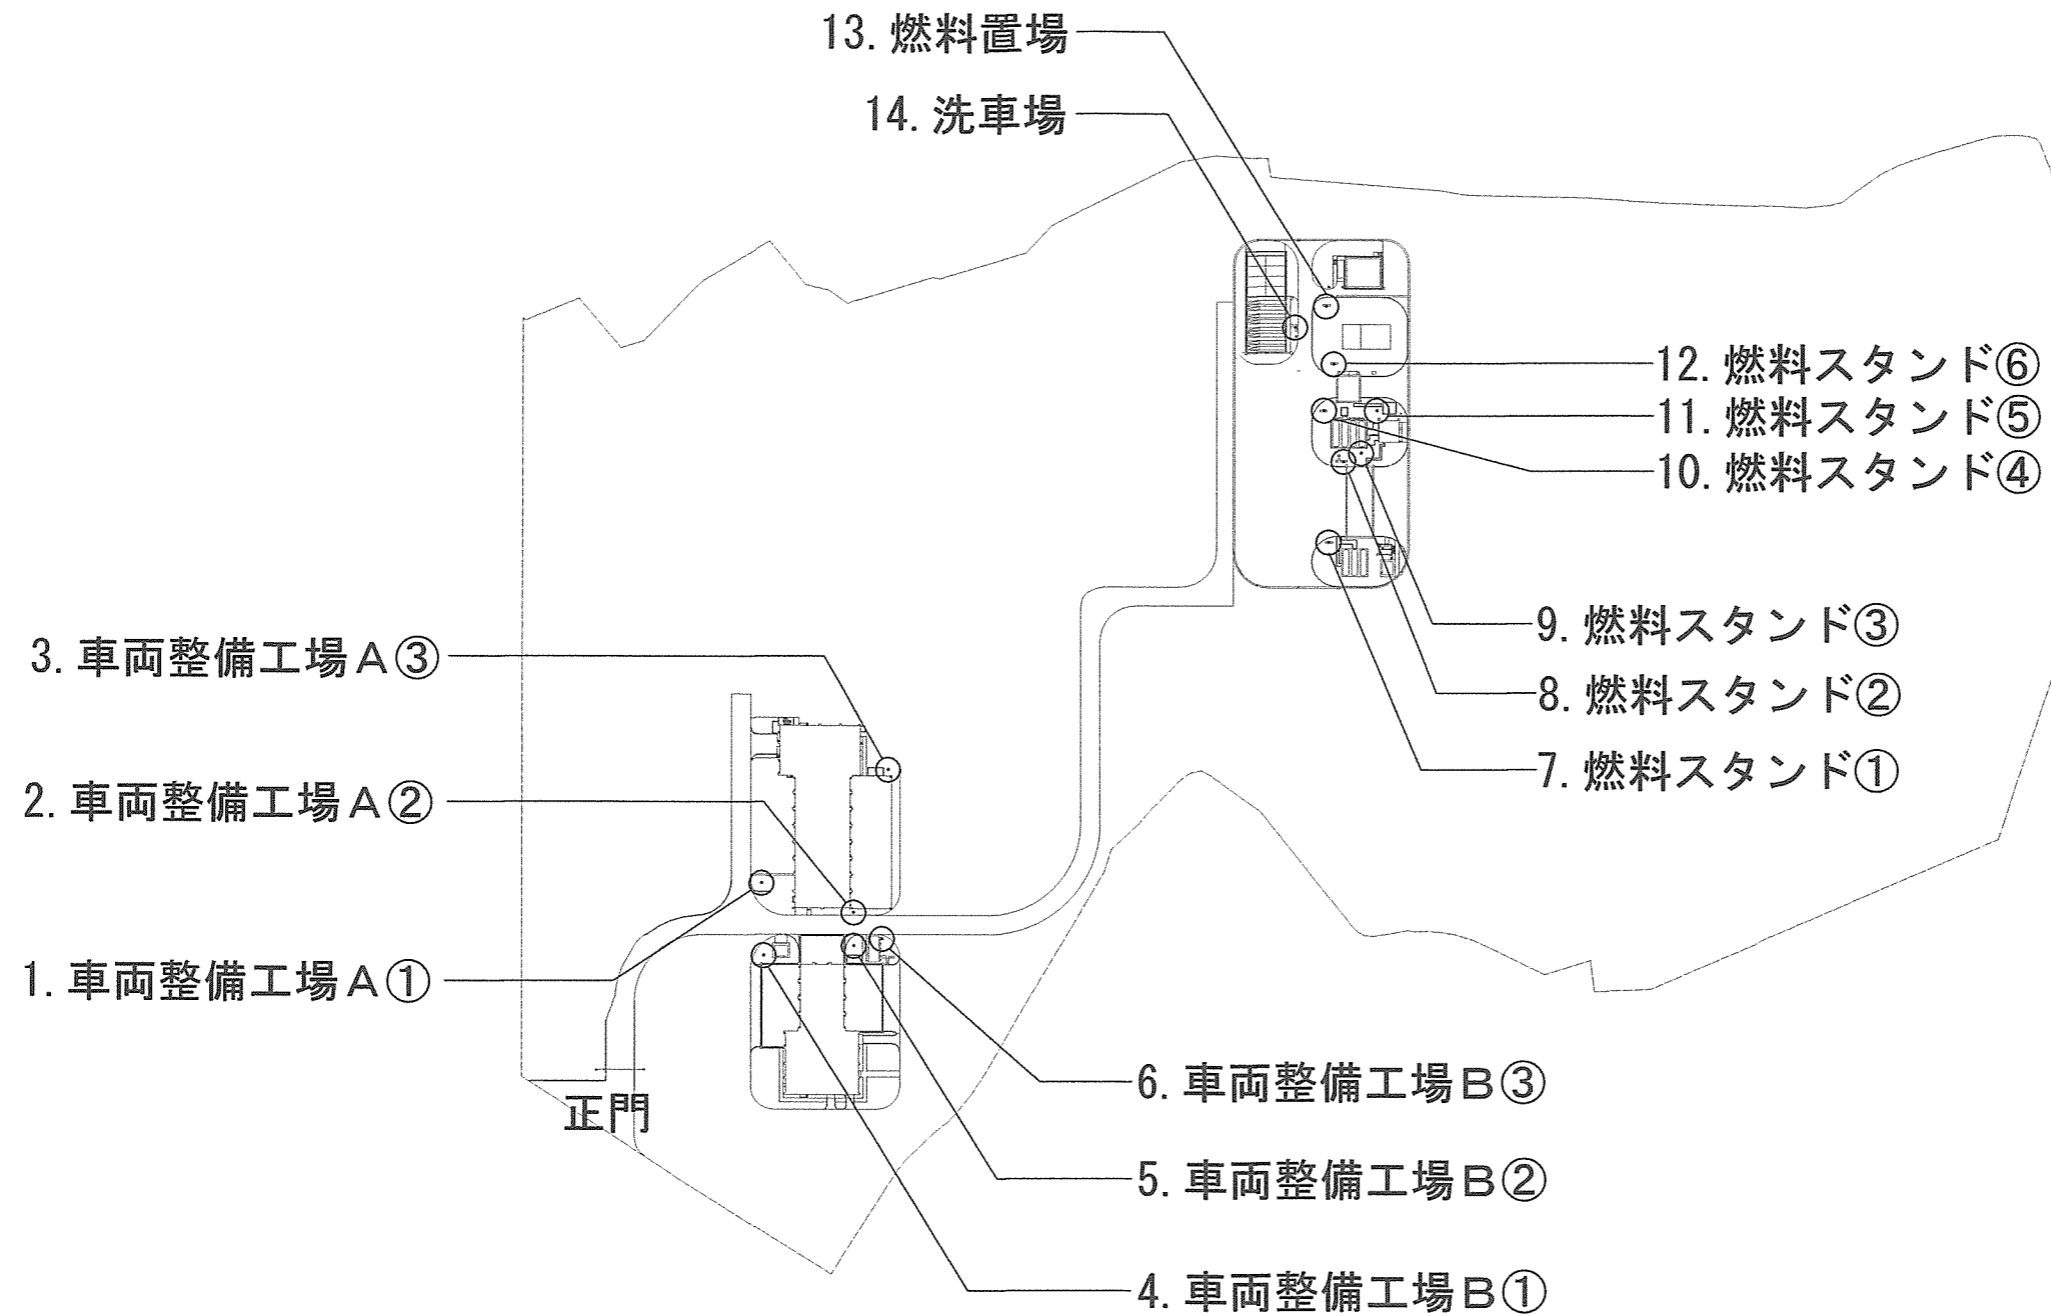 13. 燃料置場
14. 洗車場
12. 燃料スタンド⑥
11. 燃料スタンド⑤
10. 燃料スタンド④
9. 燃料スタンド③
8. 燃料スタンド②
7. 燃料スタンド①
3. 車両整備工場A③
2. 車両整備工場A②
1. 車両整備工場A①
正門
6. 車両整備工場B③
5. 車両整備工場B②
4. 車両整備工場B①